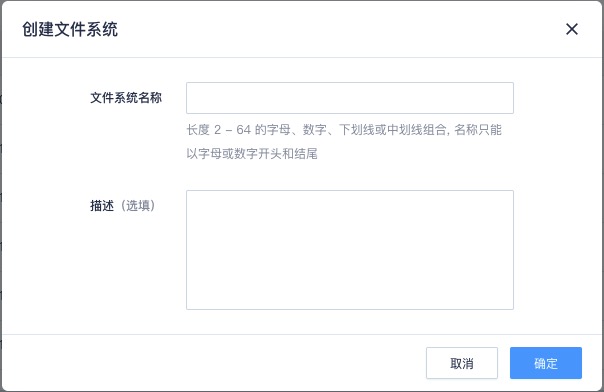 创建文件系统
文件系统名称
长度 2 - 64 的字母、数字、下划线或中划线组合, 名称只能
以字母或数字开头和结尾
描述（选填）
取消 确定